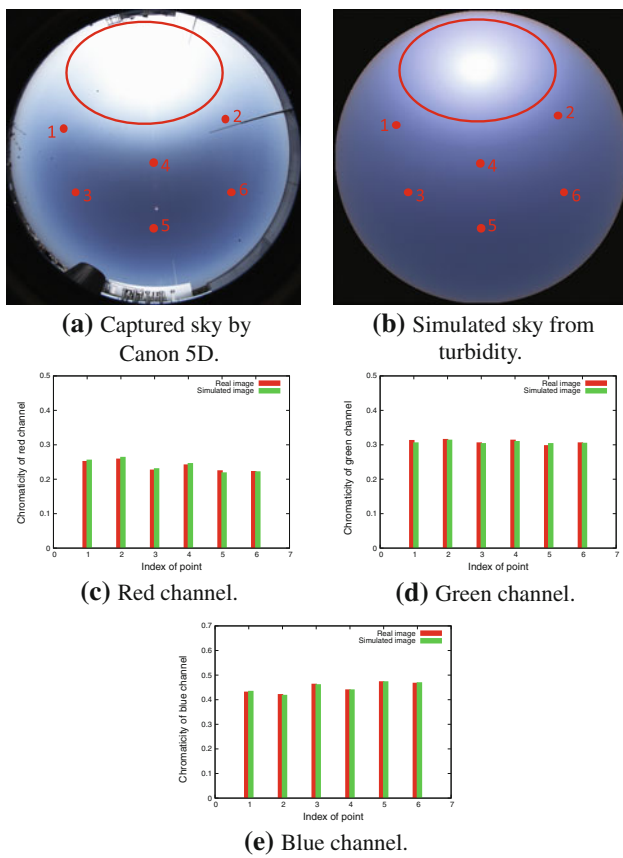 1
2
3
4
5
6
1
2
3
4
5
6
(a) Captured sky by
Canon 5D.
(b) Simulated sky from
turbidity.
Chromaticity of red channel
0.5
0.4
0.3
0.2
0.1
0
0 1 2 3 4 5 6 7
Index of point
Real image
Simulated image
(c) Red channel.
Chromaticity of green channel
0.5
0.4
0.3
0.2
0.1
0
0 1 2 3 4 5 6 7
Index of point
Real image
Simulated image
(d) Green channel.
Chromaticity of blue channel
0.7
0.6
0.5
0.4
0.3
0.2
0.1
0
0 1 2 3 4 5 6 7
Index of point
Real image
Simulated image
(e) Blue channel.